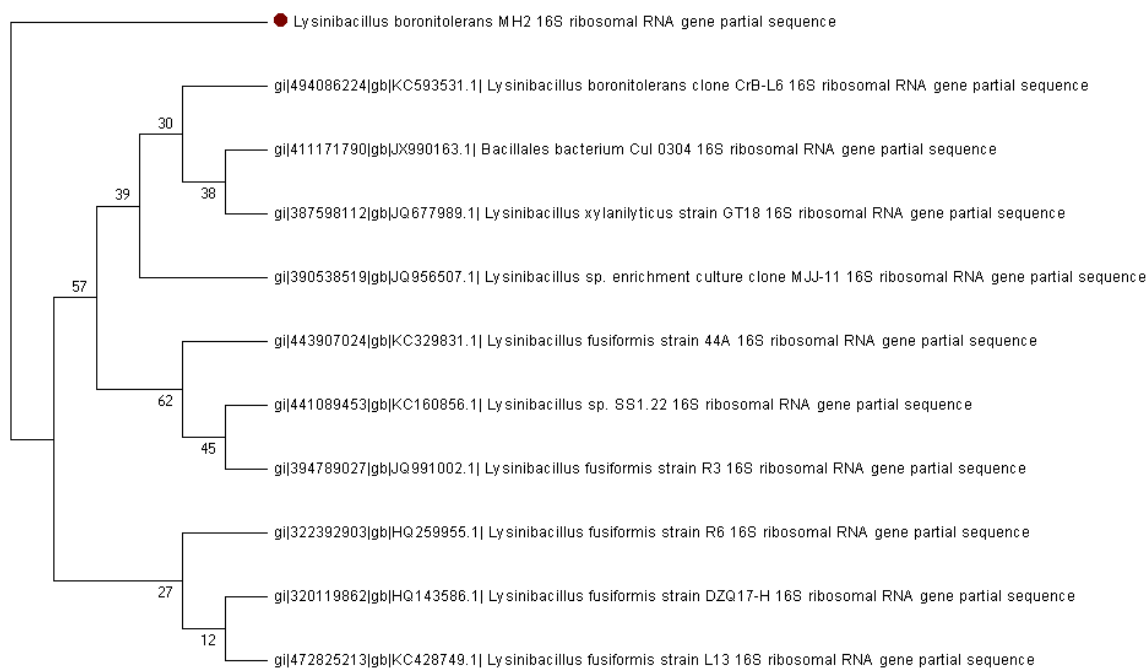 Lysinibacillus boronitolerans MH2 16S ribosomal RNA gene partial sequence
gi|494086224|gb|KC593531.1| Lysinibacillus boronitolerans clone CrB-L6 16S ribosomal RNA gene partial sequence
30
gi|411171790|gb|JX990163.1| Bacillales bacterium Cul 0304 16S ribosomal RNA gene partial sequence
38
39
gi|387598112|gb|JQ677989.1| Lysinibacillus xylanilyticus strain GT18 16S ribosomal RNA gene partial sequence
gi|390538519|gb|JQ956507.1| Lysinibacillus sp. enrichment culture clone MJJ-11 16S ribosomal RNA gene partial sequence
57
gi|443907024|gb|KC329831.1| Lysinibacillus fusiformis strain 44A 16S ribosomal RNA gene partial sequence
62
gi|441089453|gb|KC160856.1| Lysinibacillus sp. SS1.22 16S ribosomal RNA gene partial sequence
45
gi|394789027|gb|JQ991002.1| Lysinibacillus fusiformis strain R3 16S ribosomal RNA gene partial sequence
gi|322392903|gb|HQ259955.1| Lysinibacillus fusiformis strain R6 16S ribosomal RNA gene partial sequence
27
gi|320119862|gb|HQ143586.1| Lysinibacillus fusiformis strain DZQ17-H 16S ribosomal RNA gene partial sequence
12
gi|472825213|gb|KC428749.1| Lysinibacillus fusiformis strain L13 16S ribosomal RNA gene partial sequence